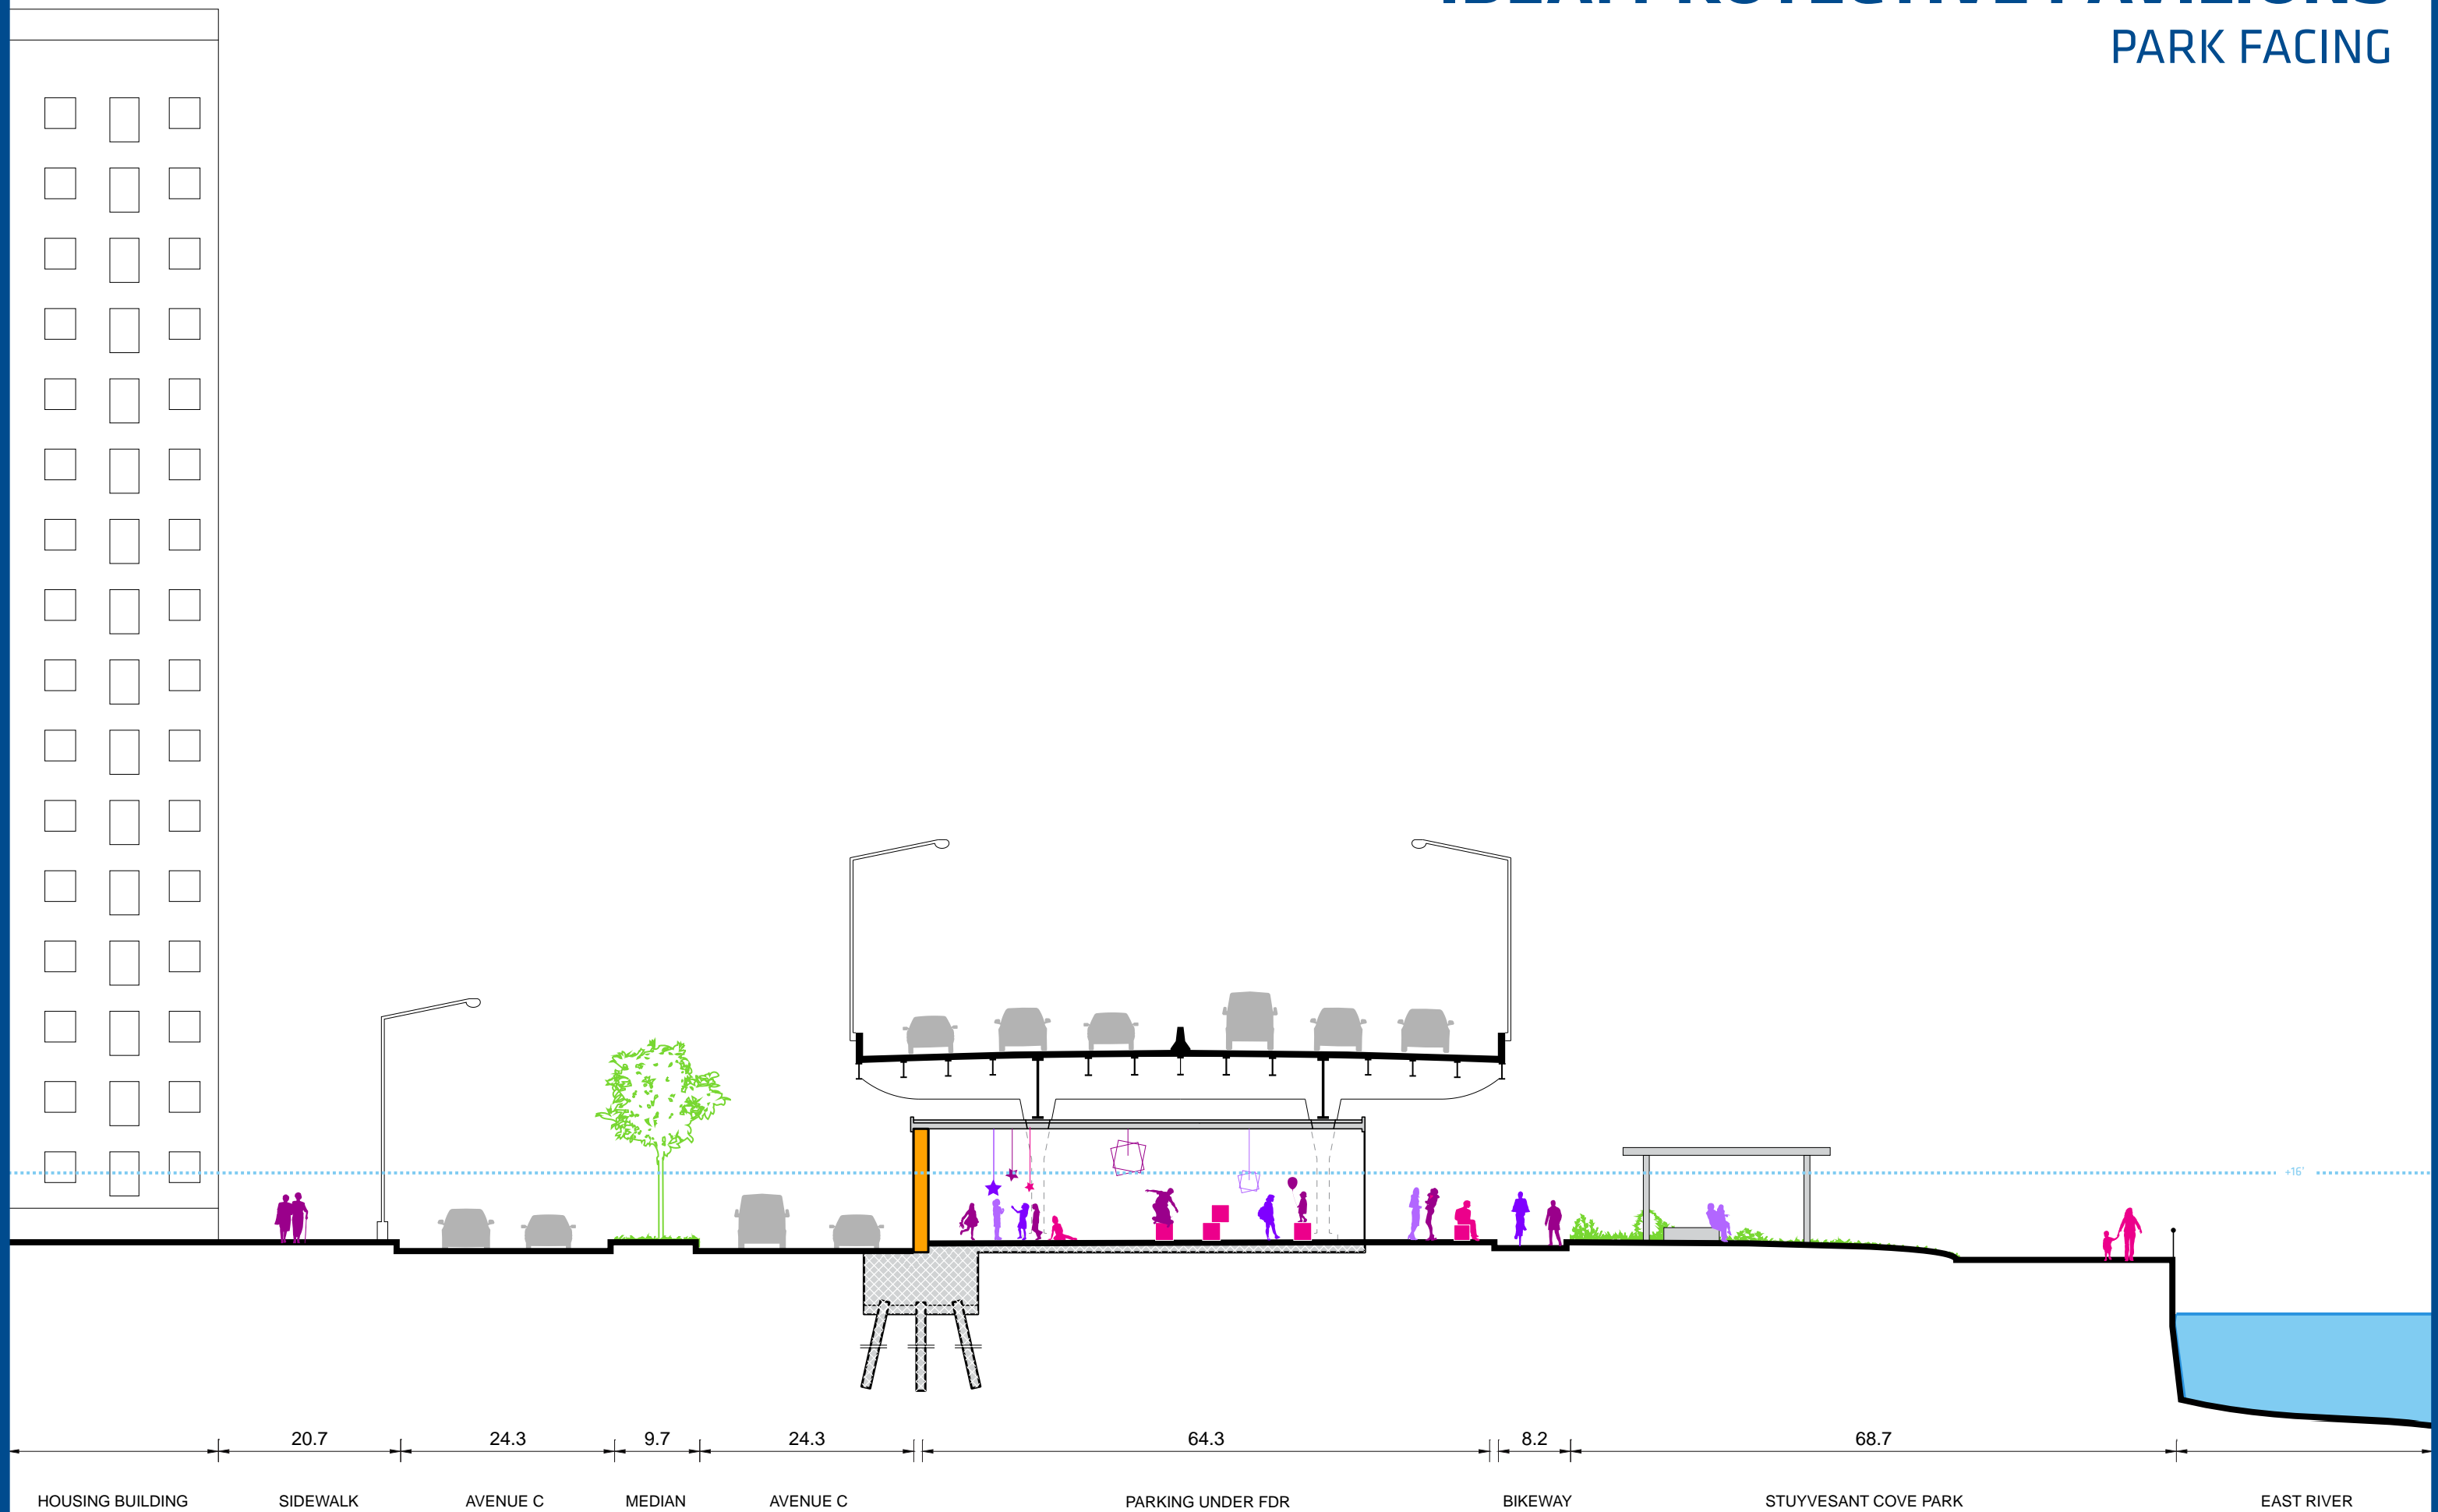 PARK FACING
+16'
20.7 24.3 9.7 24.3 64.3 8.2 68.7
HOUSING BUILDING SIDEWALK AVENUE C MEDIAN AVENUE C PARKING UNDER FDR BIKEWAY STUYVESANT COVE PARK EAST RIVER